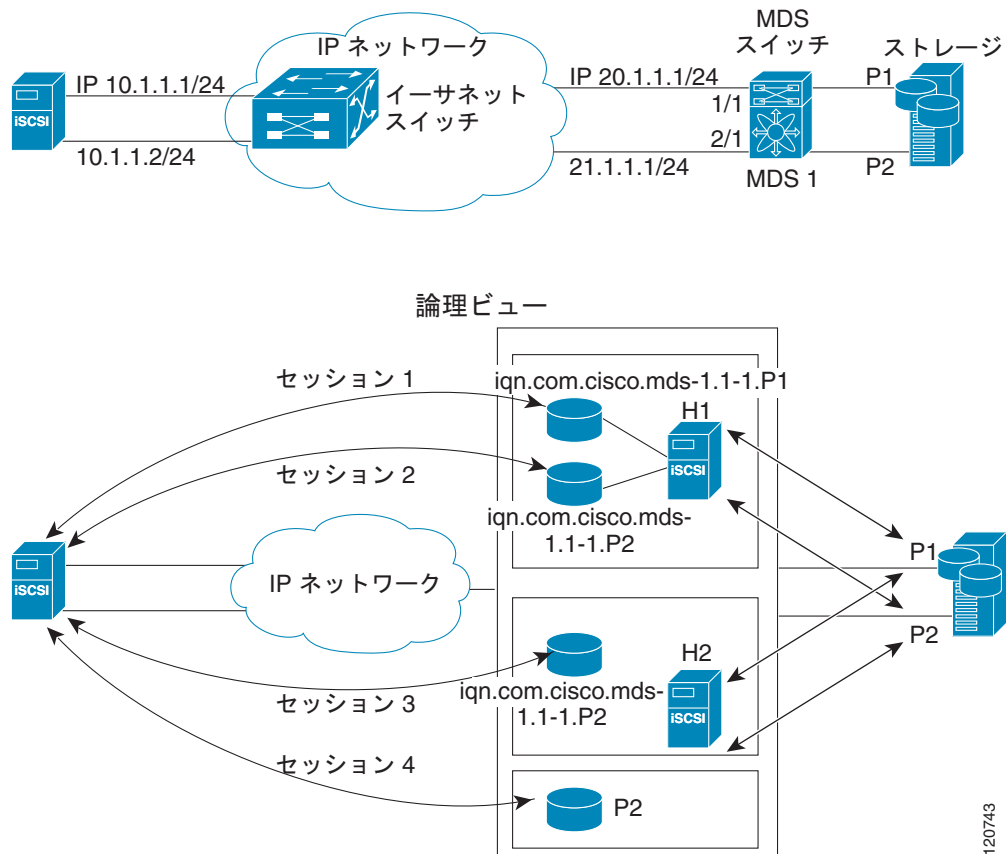 MDS
スイッチ
ストレージ
IP ネットワーク
IP 10.1.1.1/24
イーサネット
スイッチ
IP 20.1.1.1/24
P1
1/1
iSCSI
2/1
10.1.1.2/24
21.1.1.1/24
P2
MDS 1
論理ビュー
セッション 1
iqn.com.cisco.mds-1.1-1.P1
H1
セッション 2
iSCSI
iqn.com.cisco.mds-
1.1-1.P2
P1
iSCSI
IP ネットワーク
P2
H2
セッション 3
iqn.com.cisco.mds-
1.1-1.P2
iSCSI
セッション 4
P2
120743